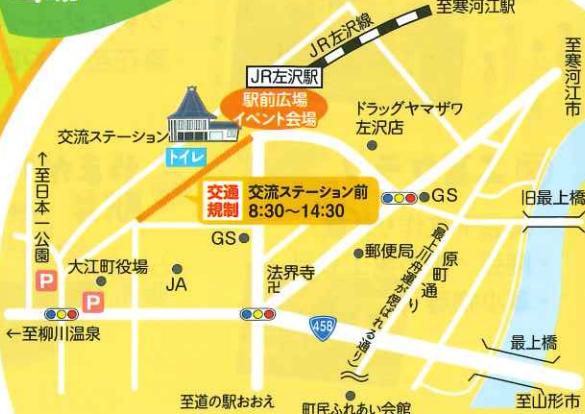 至寒河江駅
JR左沢線
JR左沢駅
駅前広場
イベント会場
至寒河江市
ドラッグヤマザワ
左沢店
交流ステーション
トイレ
交通
規制
交流ステーション前
8:30〜14:30
GS
旧最上橋
↑至日本一公園
GS
郵便局
原町通り
(最上川舟運が偲ばれる通り)
P
大江町役場
JA
法界寺
卍
P
←至柳川温泉
458
最上橋
至道の駅おおえ
町民ふれあい会館
至山形市